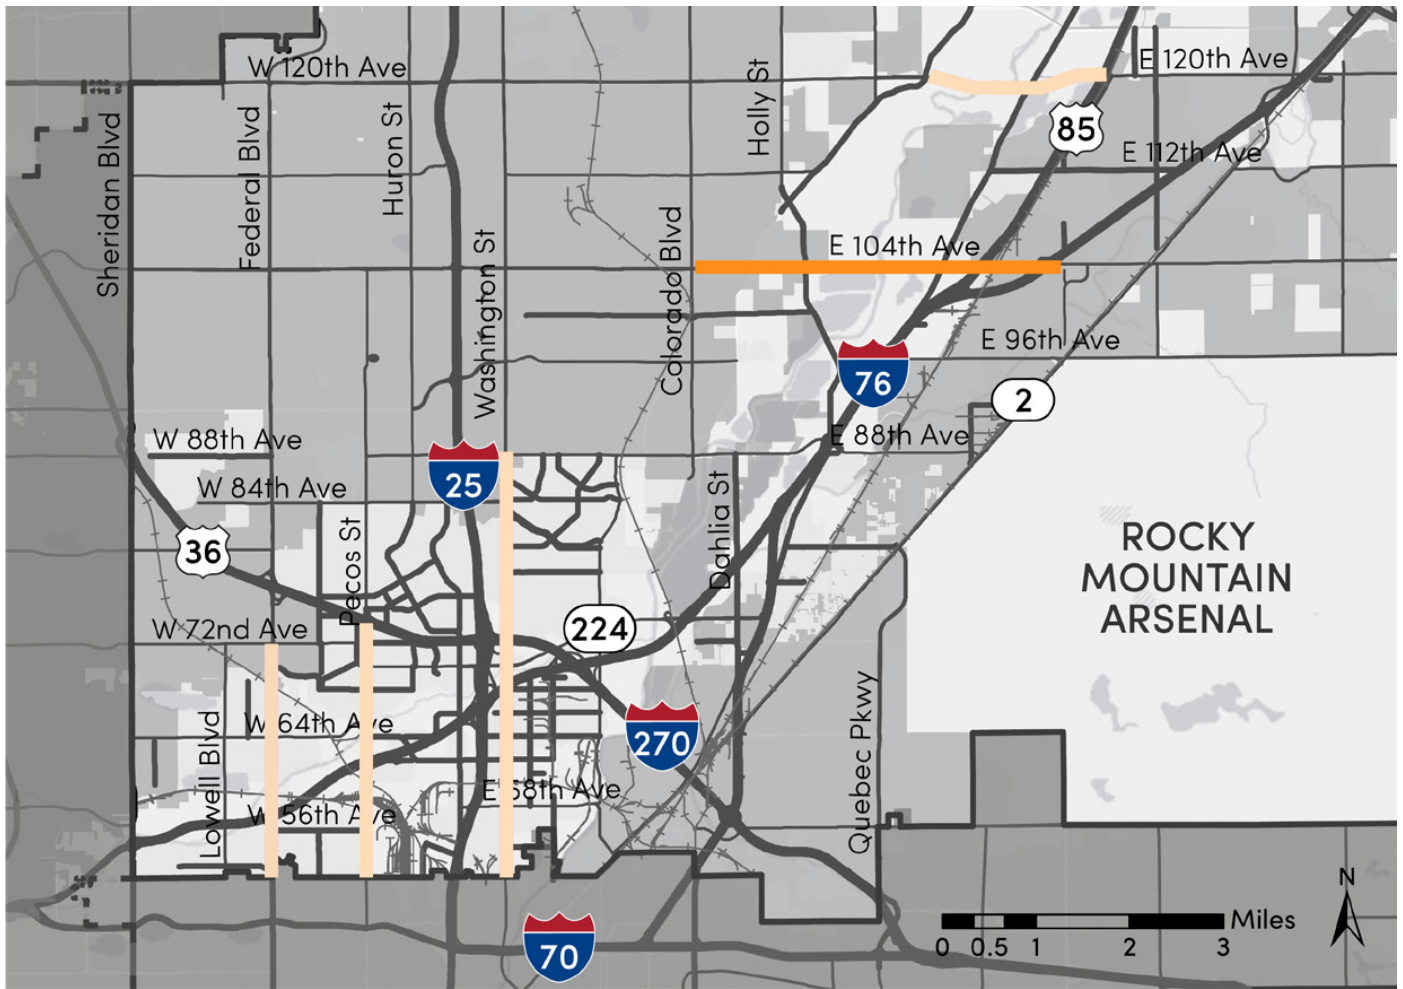 W 120th Ave
E 120th Ave
Holly St
85
Federal Blvd
Huron St
Sheridan Blvd
E 112th Ave
E 104th Ave
Colorado Blvd
Washington St
E 96th Ave
76
2
W 88th Ave
E 88th Ave
25
W 84th Ave
Dahlia St
36
Pecos St
ROCKY
MOUNTAIN
ARSENAL
224
W 72nd Ave
Quebec Pkwy
W 64th Ave
270
Lowell Blvd
W 56th Ave
E 58th Ave
N
Miles
0 0.5 1 2 3
70